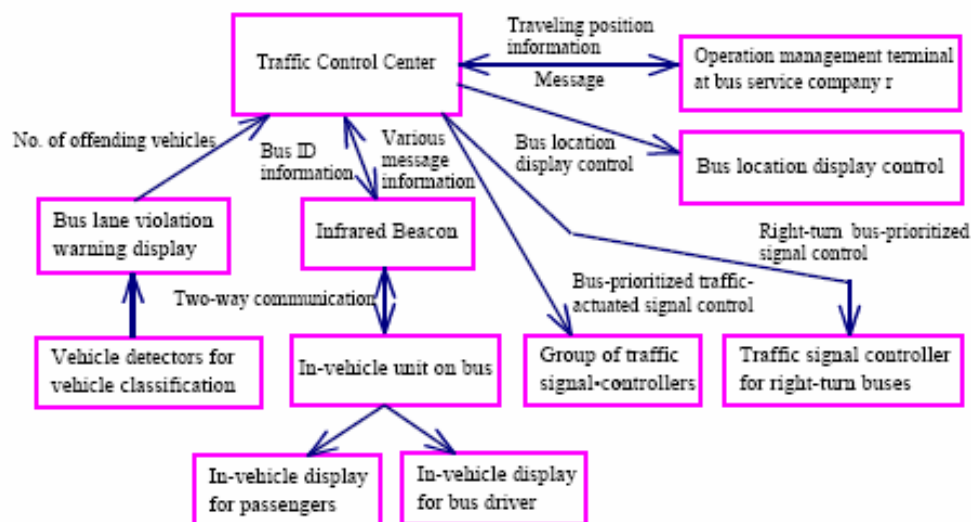 Traffic Control Center
Traveling position
information
Message
Operation management terminal
at bus service company r
No. of offending vehicles
Bus ID
information
Various
message
information
Bus location
display control
Bus location display control
Bus lane violation
warning display
Infrared Beacon
Right-turn bus-prioritized
signal control
Two-way communication
Bus-prioritized traffic-
actuated signal control
Vehicle detectors for
vehicle classification
In-vehicle unit on bus
Group of traffic
signal-controllers
Traffic signal controller
for right-turn buses
In-vehicle display
for passengers
In-vehicle display
for bus driver